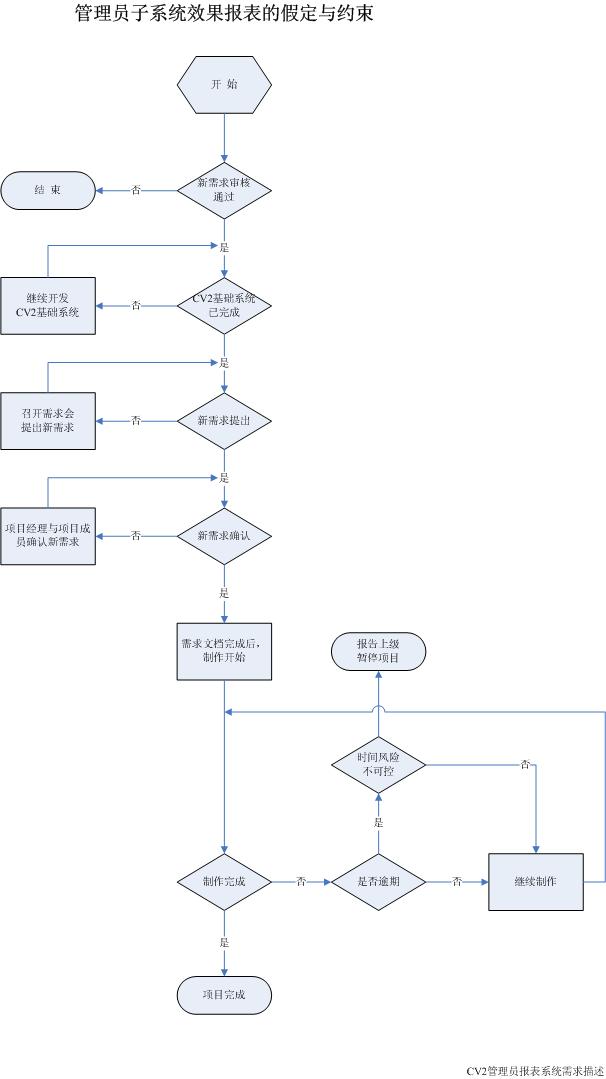 管理员子系统效果报表的假定与约束
开 始
新需求审核
通过
否
结 束
是
CV2基础系统
已完成
否
继续开发
CV2基础系统
是
新需求提出
否
召开需求会
提出新需求
是
新需求确认
否
项目经理与项目成
员确认新需求
是
需求文档完成后，
制作开始
报告上级
暂停项目
时间风险
不可控
否
是
制作完成
否
是否逾期
否
继续制作
是
项目完成
CV2管理员报表系统需求描述